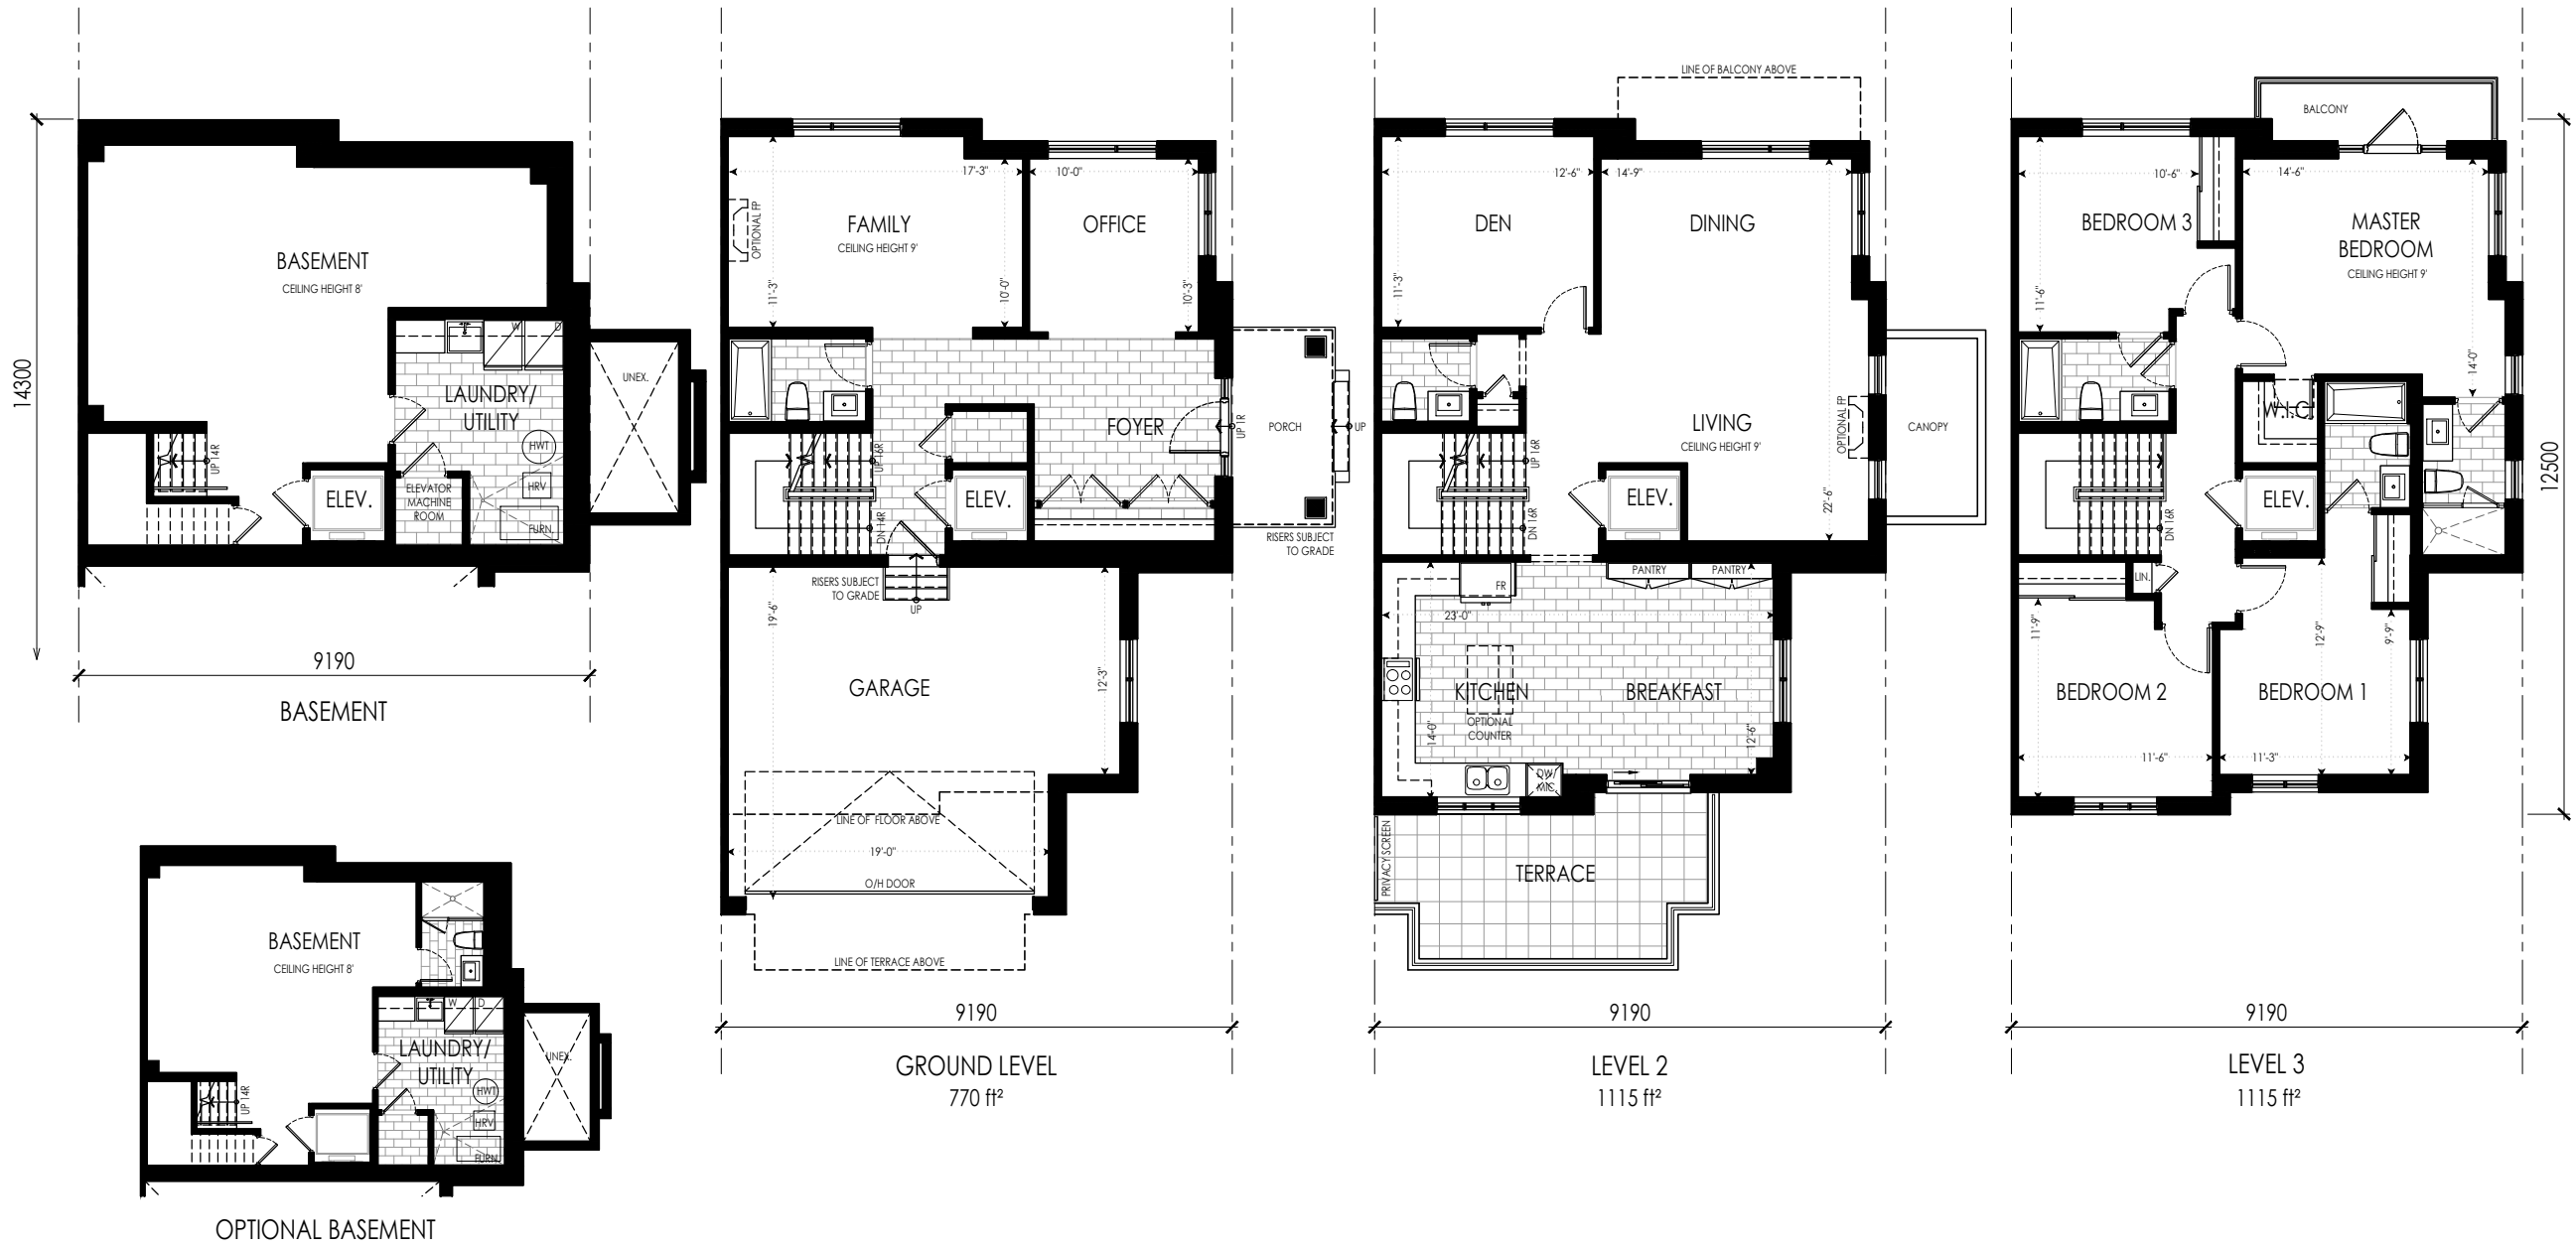 14300
BASEMENT
CEILING HEIGHT 8'
W
D
LAUNDRY/
UTILITY
HWT
HRV
FURN.
ELEVATOR
MACHINE
ROOM
ELEV.
UP 14R
UNEX.
9190
BASEMENT
BASEMENT
CEILING HEIGHT 8'
W
D
LAUNDRY/
UTILITY
HWT
HRV
FURN.
UP 14R
UNEX.
OPTIONAL BASEMENT
17'-3"
10'-0"
OPTIONAL FP
FAMILY
CEILING HEIGHT 9'
OFFICE
11'-3"
10'-0"
10'-3"
FOYER
UP 1R
PORCH
UP
UP 16R
DN 14R
ELEV.
RISERS SUBJECT
TO GRADE
RISERS SUBJECT
TO GRADE
UP
19'-6"
12'-3"
GARAGE
LINE OF FLOOR ABOVE
19'-0"
O/H DOOR
LINE OF TERRACE ABOVE
9190
GROUND LEVEL
770 ft²
LINE OF BALCONY ABOVE
12'-6"
14'-9"
DEN
DINING
11'-3"
LIVING
CEILING HEIGHT 9'
OPTIONAL FP
CANOPY
UP 16R
DN 16R
ELEV.
22'-6"
FR
PANTRY
PANTRY
23'-0"
KITCHEN
BREAKFAST
OPTIONAL
COUNTER
14'-0"
12'-6"
DW/
MIC
PRIVACY SCREEN
TERRACE
9190
LEVEL 2
1115 ft²
BALCONY
10'-6"
14'-6"
BEDROOM 3
MASTER
BEDROOM
CEILING HEIGHT 9'
11'-6"
14'-0"
W.I.C.
ELEV.
DN 16R
LIN.
11'-9"
12'-9"
9'-9"
BEDROOM 2
BEDROOM 1
11'-6"
11'-3"
12500
9190
LEVEL 3
1115 ft²